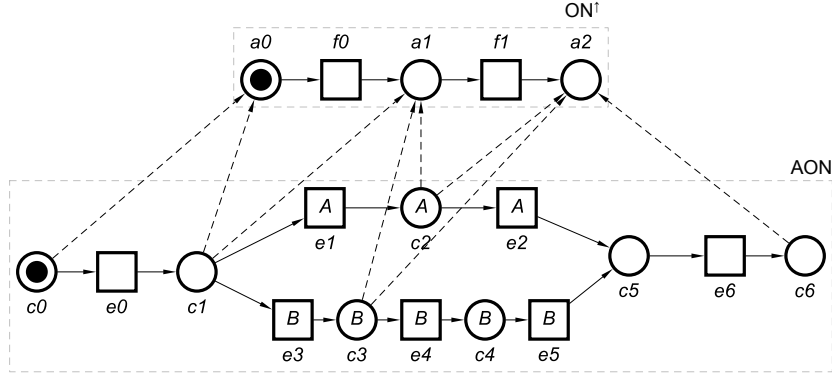 ON↑
a0 f0 a1 f1 a2
AON
A A A
e1 c2 e2
c0 e0 c1 c5 e6 c6
B B B B B
e3 c3 e4 c4 e5